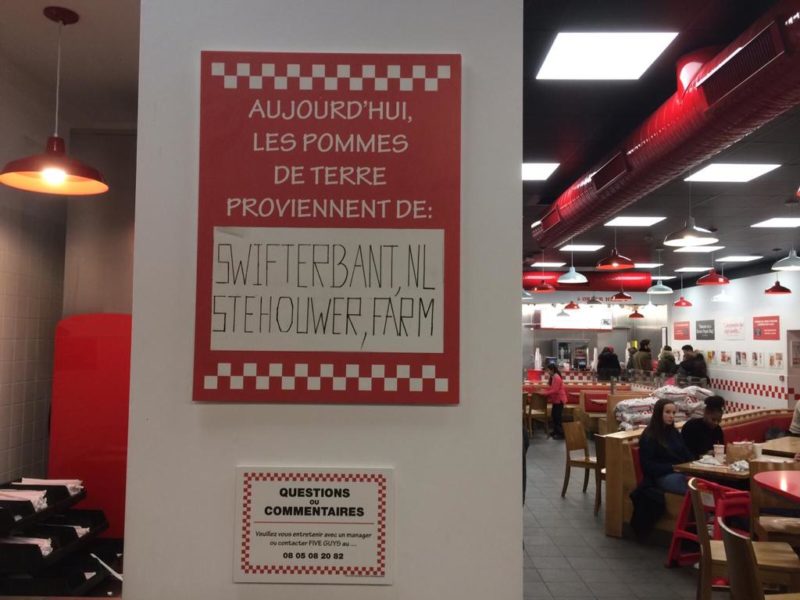 AUJOURD'HUI,
LES POMMES
DE TERRE
PROVIENNENT DE:
SWIFTERBANT, NL
STEHOUWER, FARM
QUESTIONS
OU
COMMENTAIRES
Veuillez vous entretenir avec un manager
ou contacter FIVE GUYS au ....
08 05 08 20 82